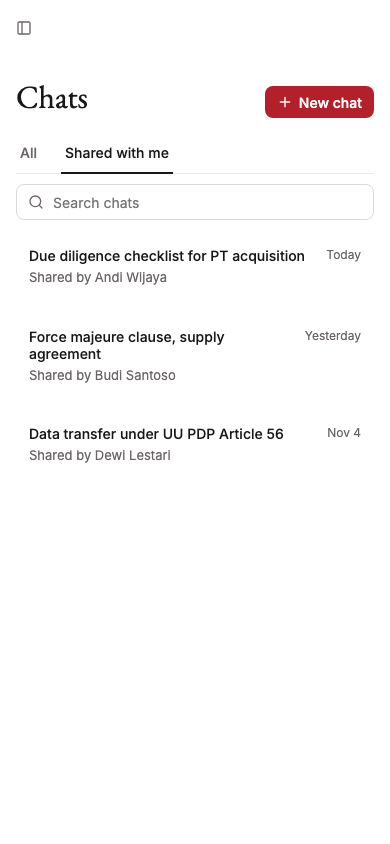 Chats
New chat
All
Shared with me
Search chats
Due diligence checklist for PT acquisition
Today
Shared by Andi Wijaya
Force majeure clause, supply
agreement
Yesterday
Shared by Budi Santoso
Data transfer under UU PDP Article 56
Nov 4
Shared by Dewi Lestari